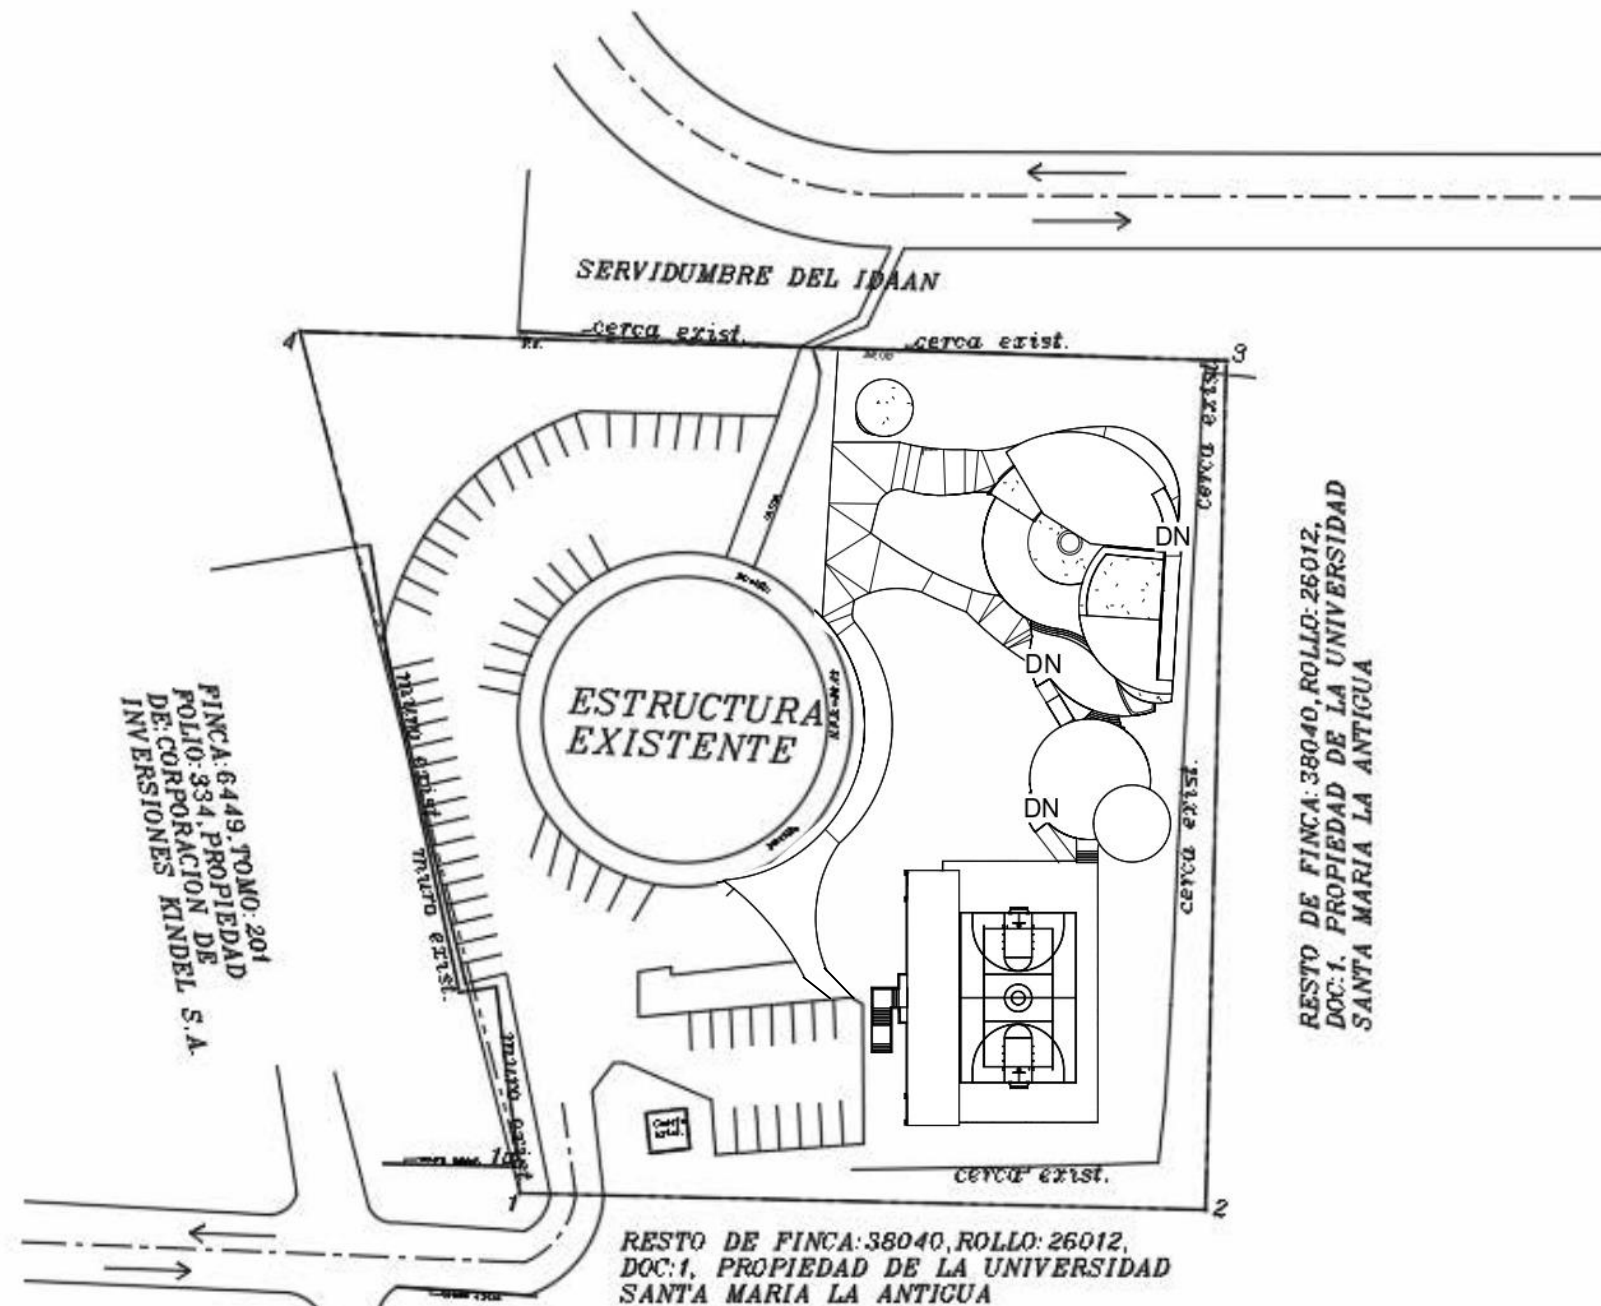 SERVIDUMBRE DEL IDAAN
cerca exist.
cerca exist.
4
3
cerca exist.
DN
DN
DN
ESTRUCTURA
EXISTENTE
muro exist.
muro exist.
muro exist.
cerca exist.
cerca exist.
1
2
FINCA:6449,TOMO:201
FOLIO:334, PROPIEDAD
DE:CORPORACION DE
INVERSIONES KINDEL S.A.
RESTO DE FINCA:38040,ROLLO:26012,
DOC:1, PROPIEDAD DE LA UNIVERSIDAD
SANTA MARIA LA ANTIGUA
RESTO DE FINCA:38040,ROLLO:26012,
DOC:1, PROPIEDAD DE LA UNIVERSIDAD
SANTA MARIA LA ANTIGUA